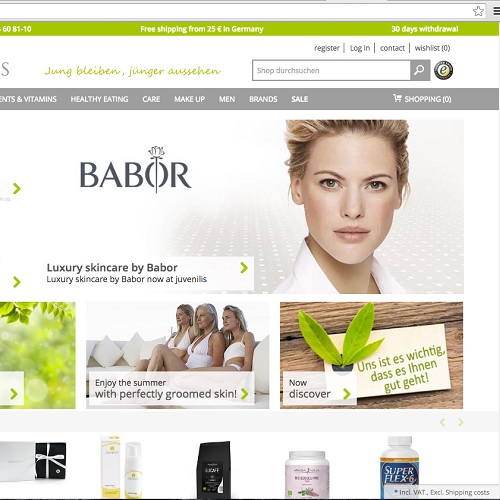 60 81-10
Free shipping from 25 € in Germany
30 days withdrawal
register | Log In | contact | wishlist (0)
S
Jung bleiben, jünger aussehen
Shop durchsuchen
ENTS & VITAMINS
HEALTHY EATING
CARE
MAKE UP
MEN
BRANDS
SALE
SHOPPING (0)
BABOR
Luxury skincare by Babor
Luxury skincare by Babor now at juvenilis
Enjoy the summer
with perfectly groomed skin!
Now
discover
Uns ist es wichtig,
dass es Ihnen
gut geht!
SUPER
FLEX-6
* Incl. VAT., Excl. Shipping costs